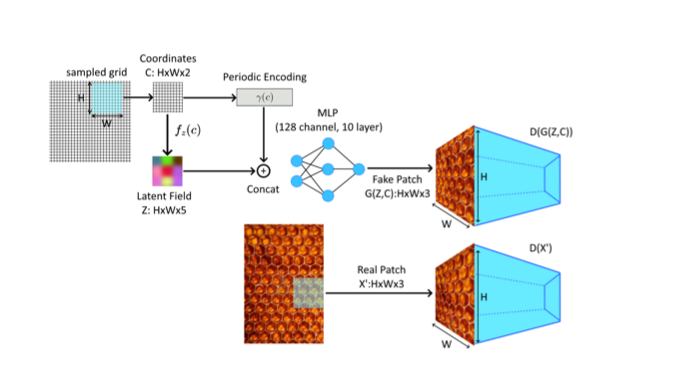 Coordinates
C: HxWx2
sampled grid
H
W
Periodic Encoding
γ(c)
f_z(c)
MLP
(128 channel, 10 layer)
Concat
Latent Field
Z: HxWx5
Fake Patch
G(Z,C):HxWx3
D(G(Z,C))
H
W
Real Patch
X':HxWx3
D(X')
H
W